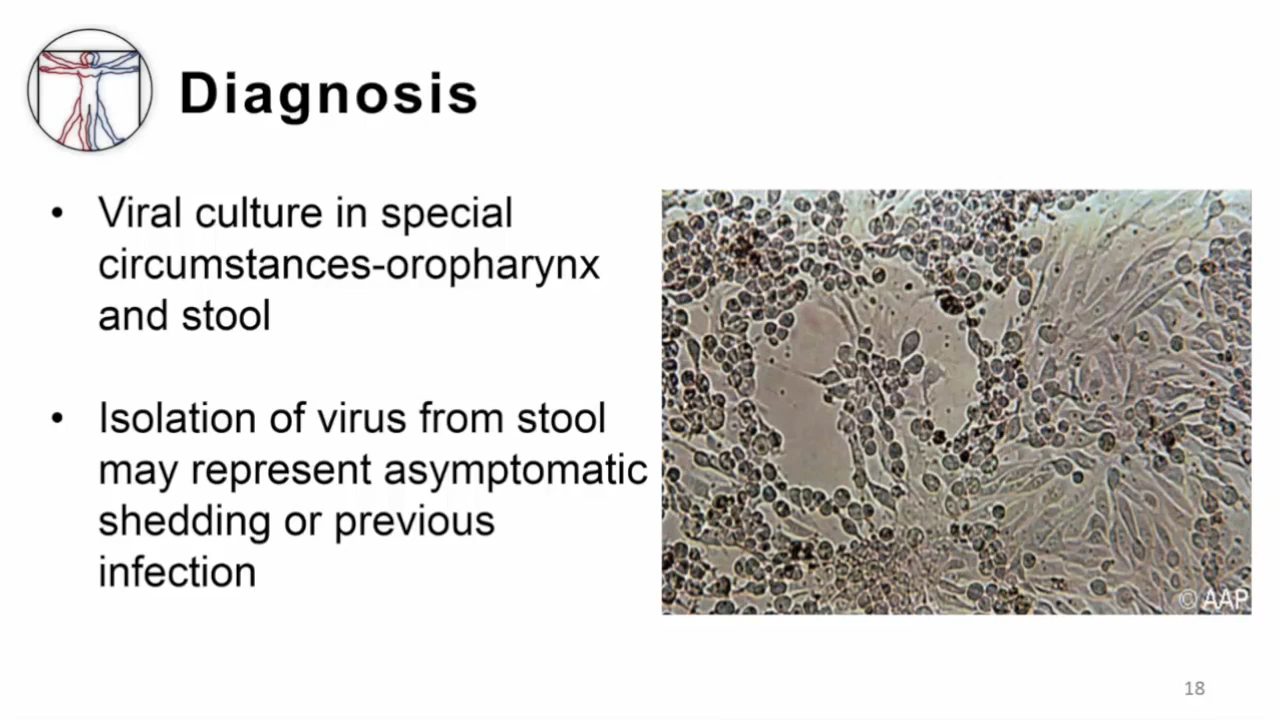 Diagnosis
• Viral culture in special
circumstances-oropharynx
and stool
• Isolation of virus from stool
may represent asymptomatic
shedding or previous
infection
© AAP
18